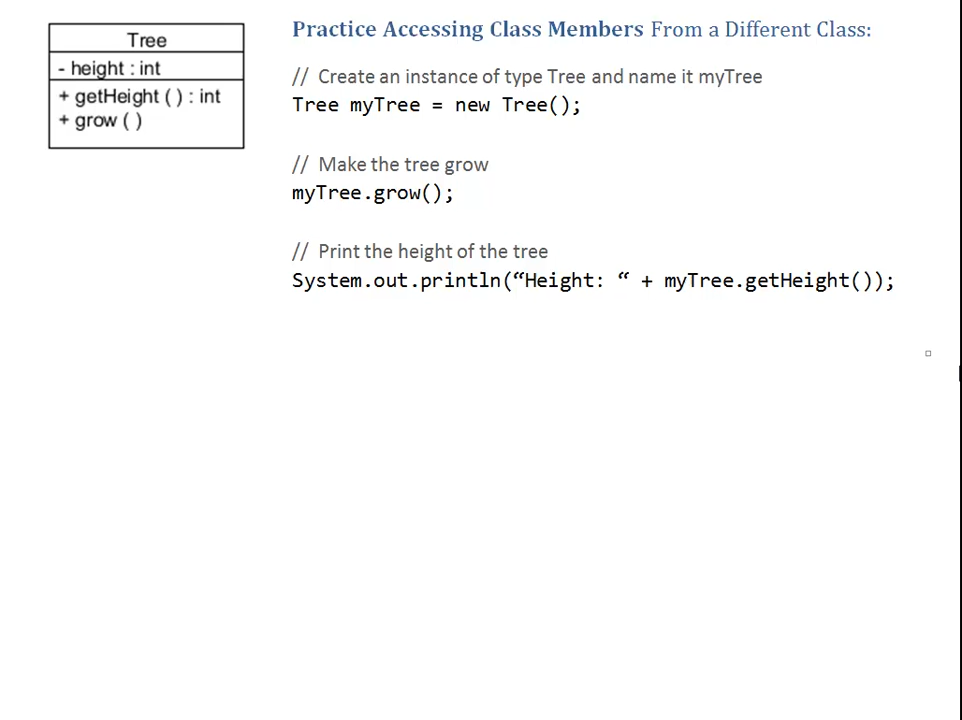 Tree
- height : int
+ getHeight ( ) : int
+ grow ( )
Practice Accessing Class Members From a Different Class:
// Create an instance of type Tree and name it myTree
Tree myTree = new Tree();
// Make the tree grow
myTree.grow();
// Print the height of the tree
System.out.println(“Height: “ + myTree.getHeight());